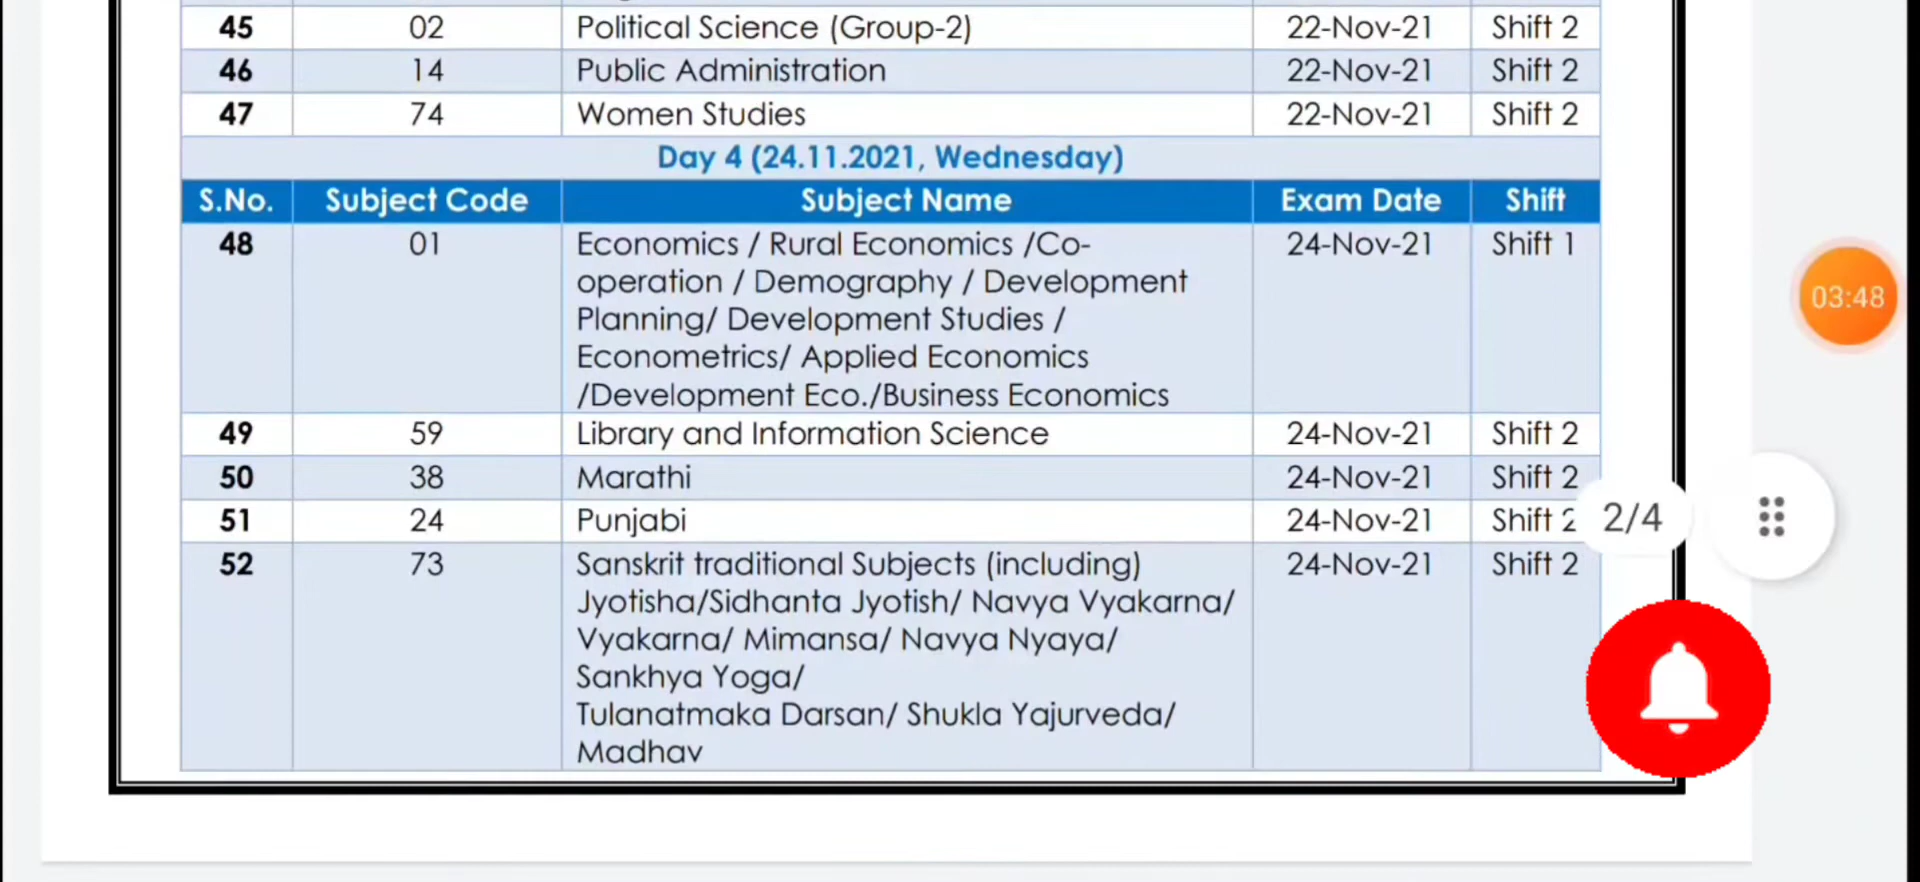 45 02 Political Science (Group-2) 22-Nov-21 Shift 2
46 14 Public Administration 22-Nov-21 Shift 2
47 74 Women Studies 22-Nov-21 Shift 2
Day 4 (24.11.2021, Wednesday)
S.No. Subject Code Subject Name Exam Date Shift
48 01 Economics / Rural Economics /Co- 24-Nov-21 Shift 1
operation / Demography / Development
Planning/ Development Studies /
Econometrics/ Applied Economics
/Development Eco./Business Economics
03:48
49 59 Library and Information Science 24-Nov-21 Shift 2
50 38 Marathi 24-Nov-21 Shift 2
51 24 Punjabi 24-Nov-21 Shift 2
2/4
52 73 Sanskrit traditional Subjects (including) 24-Nov-21 Shift 2
Jyotisha/Sidhanta Jyotish/ Navya Vyakarna/
Vyakarna/ Mimansa/ Navya Nyaya/
Sankhya Yoga/
Tulanatmaka Darsan/ Shukla Yajurveda/
Madhav